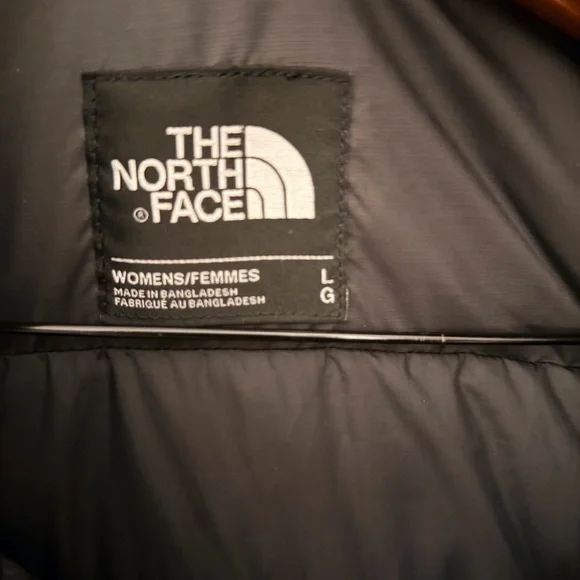 THE
NORTH
® FACE
WOMENS/FEMMES L
MADE IN BANGLADESH G
FABRIQUÉ AU BANGLADESH